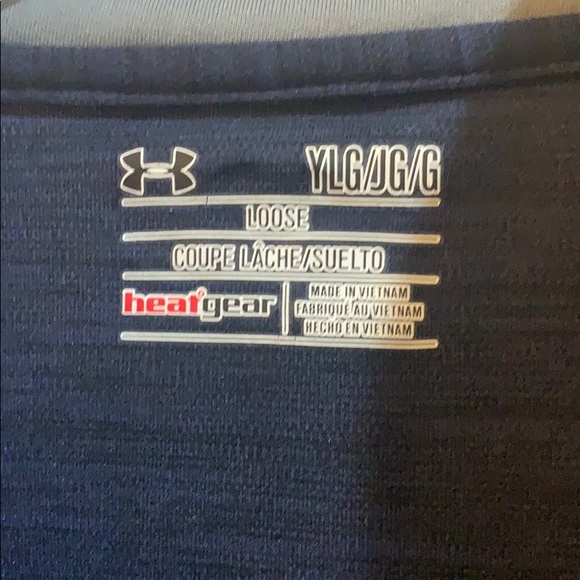 YLG/JG/G
LOOSE
COUPE LÂCHE/SUELTO
heatgear
MADE IN VIETNAM
FABRIQUÉ AU VIETNAM
HECHO EN VIETNAM